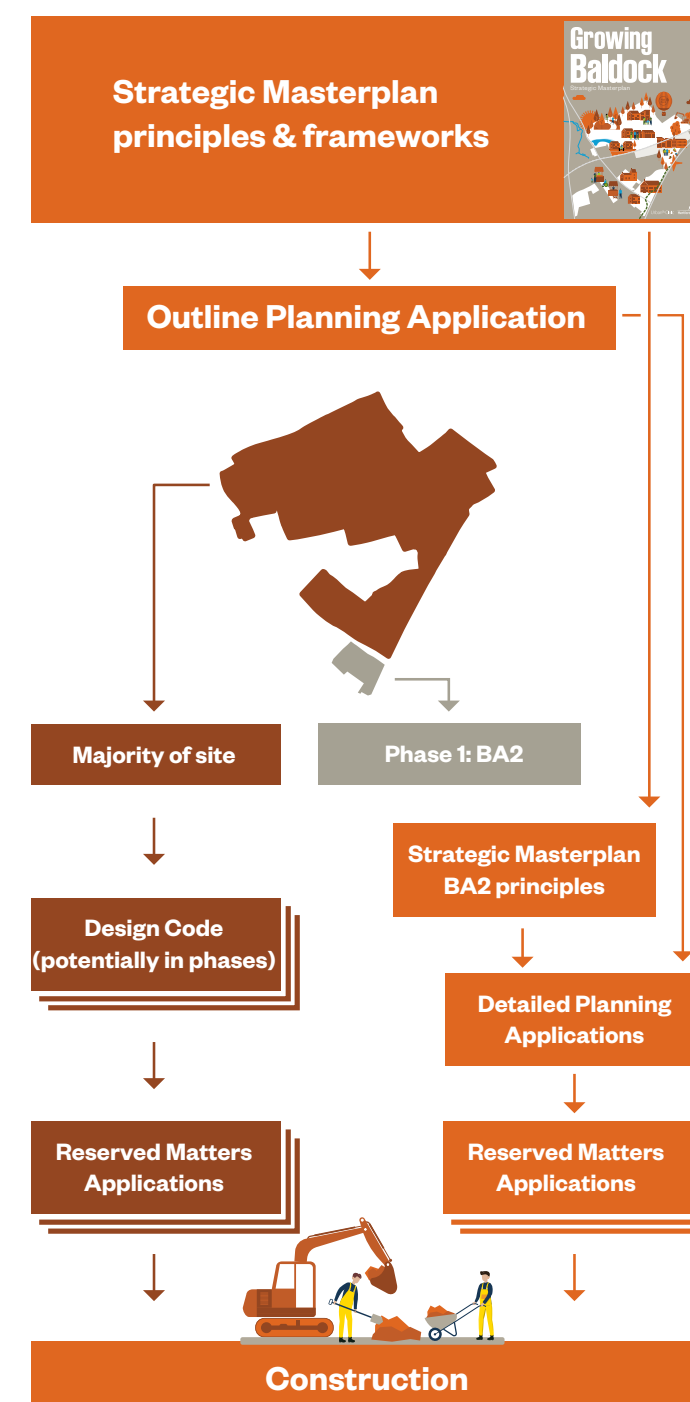 Strategic Masterplan
principles & frameworks
Growing
Baldock
Strategic Masterplan
Outline Planning Application
Majority of site
Phase 1: BA2
Strategic Masterplan
BA2 principles
Design Code
(potentially in phases)
Detailed Planning
Applications
Reserved Matters
Applications
Reserved Matters
Applications
Construction